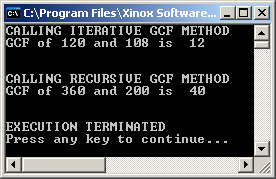 C:\Program Files\Xinox Software...
CALLING ITERATIVE GCF METHOD
GCF of 120 and 108 is  12
CALLING RECURSIVE GCF METHOD
GCF of 360 and 200 is  40
EXECUTION TERMINATED
Press any key to continue...